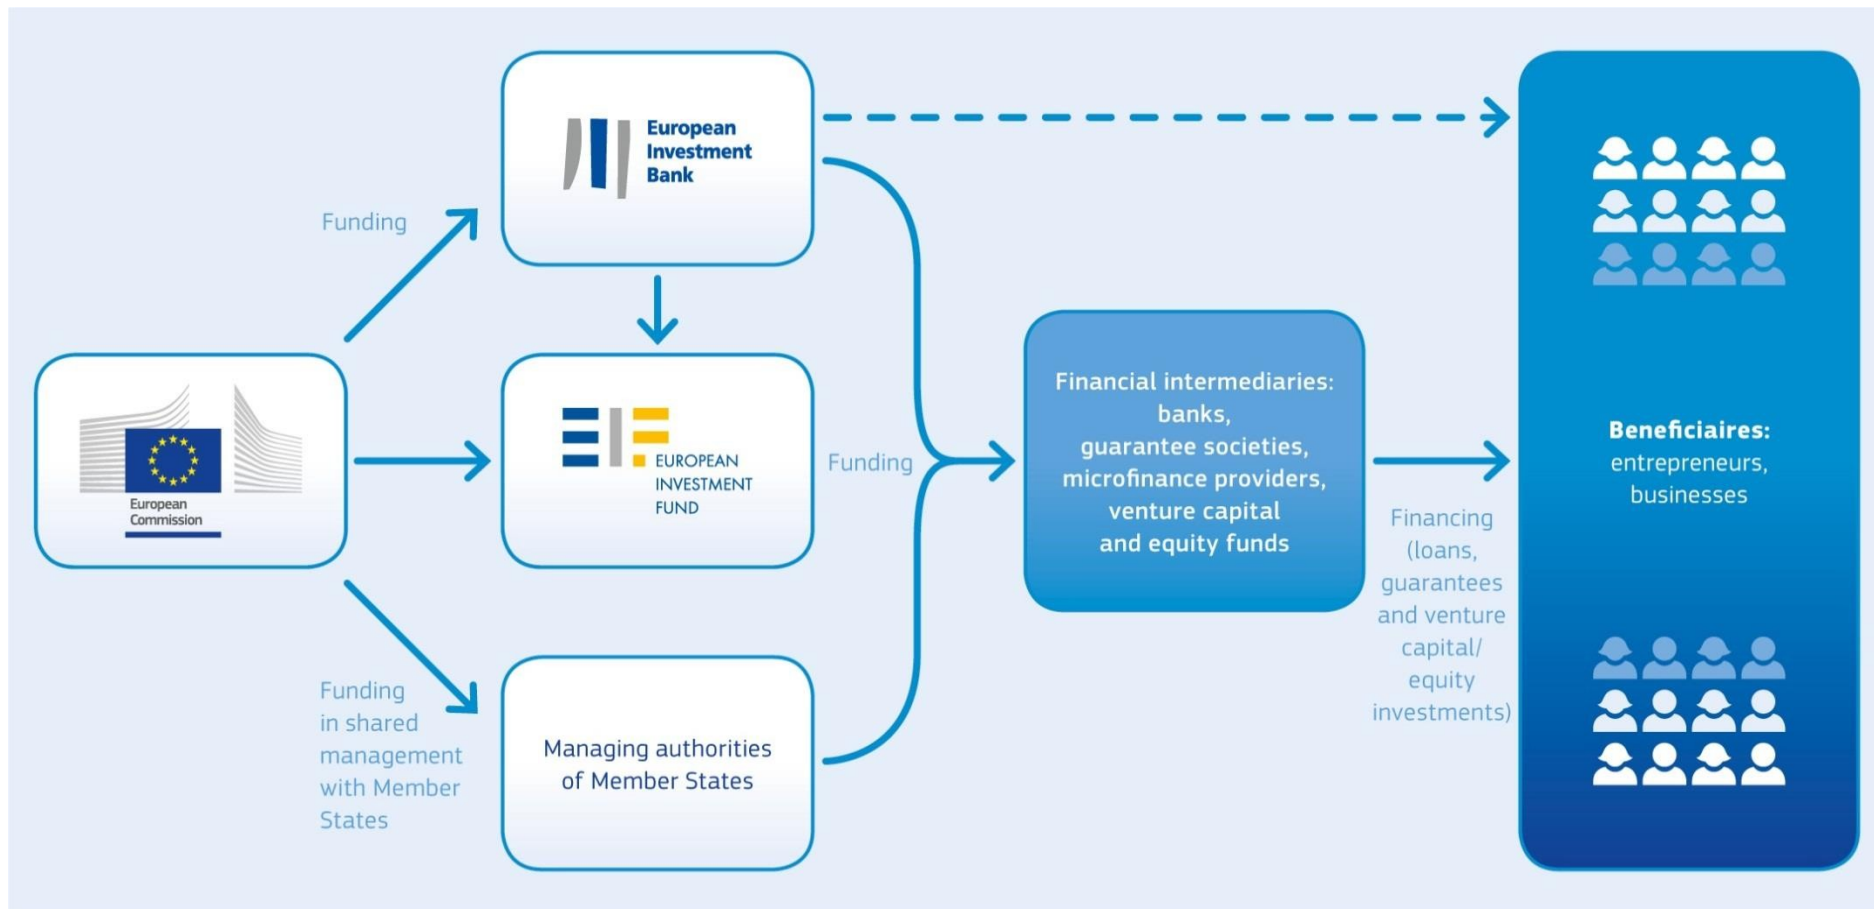 European
Investment
Bank
Funding
European
Commission
EUROPEAN
INVESTMENT
FUND
Funding
Financial intermediaries:
banks,
guarantee societies,
microfinance providers,
venture capital
and equity funds
Beneficiaires:
entrepreneurs,
businesses
Financing
(loans,
guarantees
and venture
capital/
equity
investments)
Funding
in shared
management
with Member
States
Managing authorities
of Member States